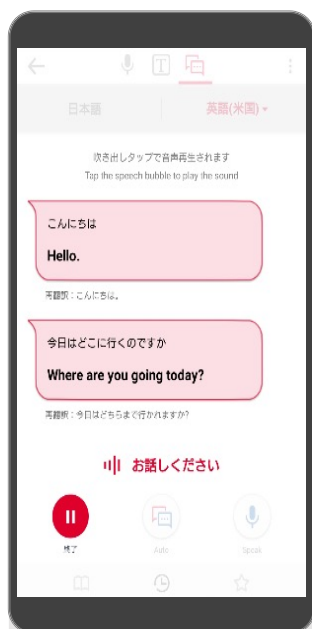 T
日本語 英語(米国)
吹き出しタップで音声再生されます
Tap the speech bubble to play the sound
こんにちは
Hello.
再翻訳：こんにちは。
今日はどこに行くのですか
Where are you going today?
再翻訳：今日はどちらまで行かれますか?
お話しください
終了 Auto Speak